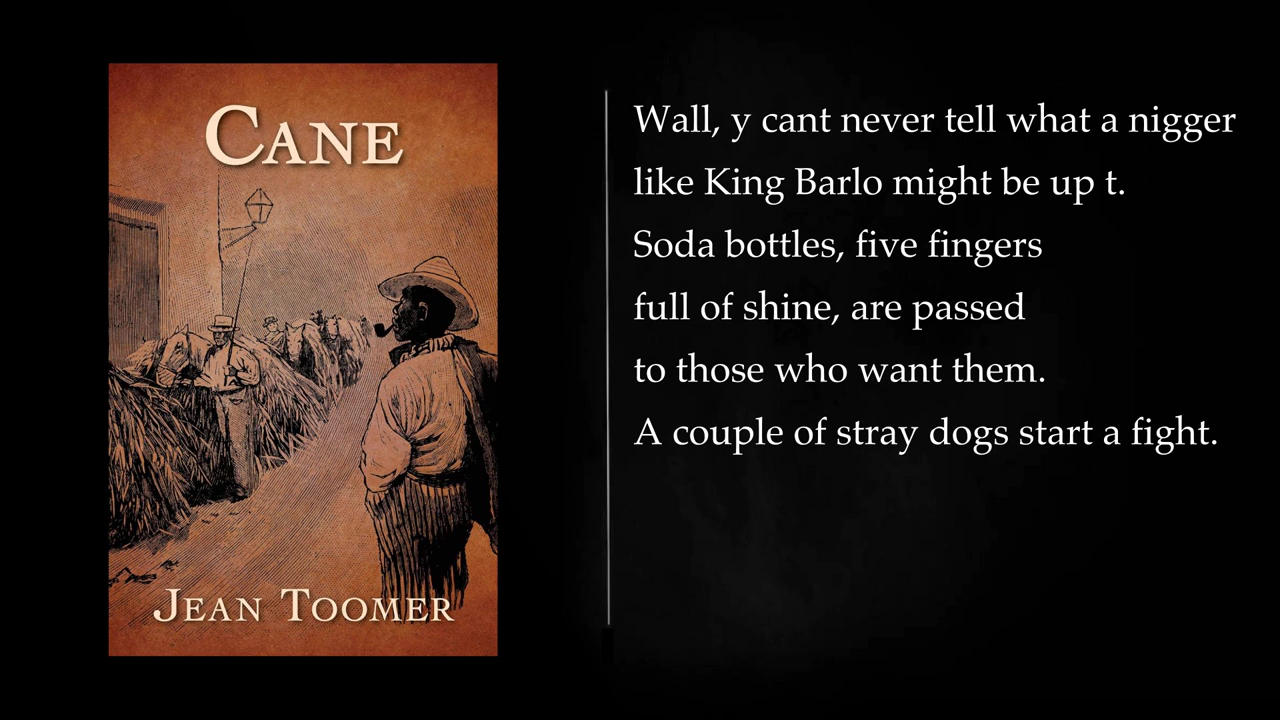 CANE
JEAN TOOMER
Wall, y cant never tell what a nigger
like King Barlo might be up t.
Soda bottles, five fingers
full of shine, are passed
to those who want them.
A couple of stray dogs start a fight.